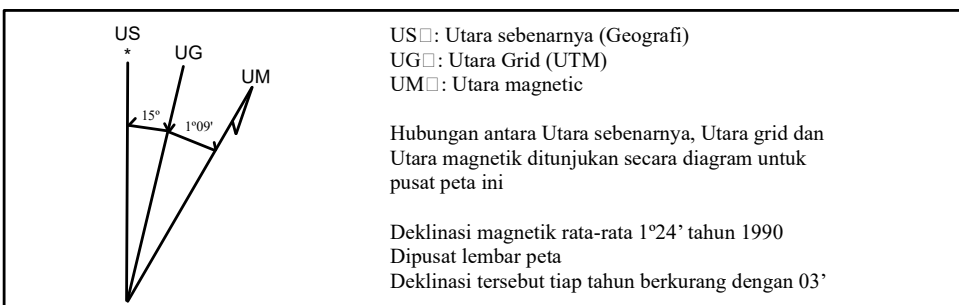 US
*
UG
UM
15º
1º09'
US□: Utara sebenarnya (Geografi)
UG□: Utara Grid (UTM)
UM□: Utara magnetic
Hubungan antara Utara sebenarnya, Utara grid dan
Utara magnetik ditunjukan secara diagram untuk
pusat peta ini
Deklinasi magnetik rata-rata 1º24’ tahun 1990
Dipusat lembar peta
Deklinasi tersebut tiap tahun berkurang dengan 03’